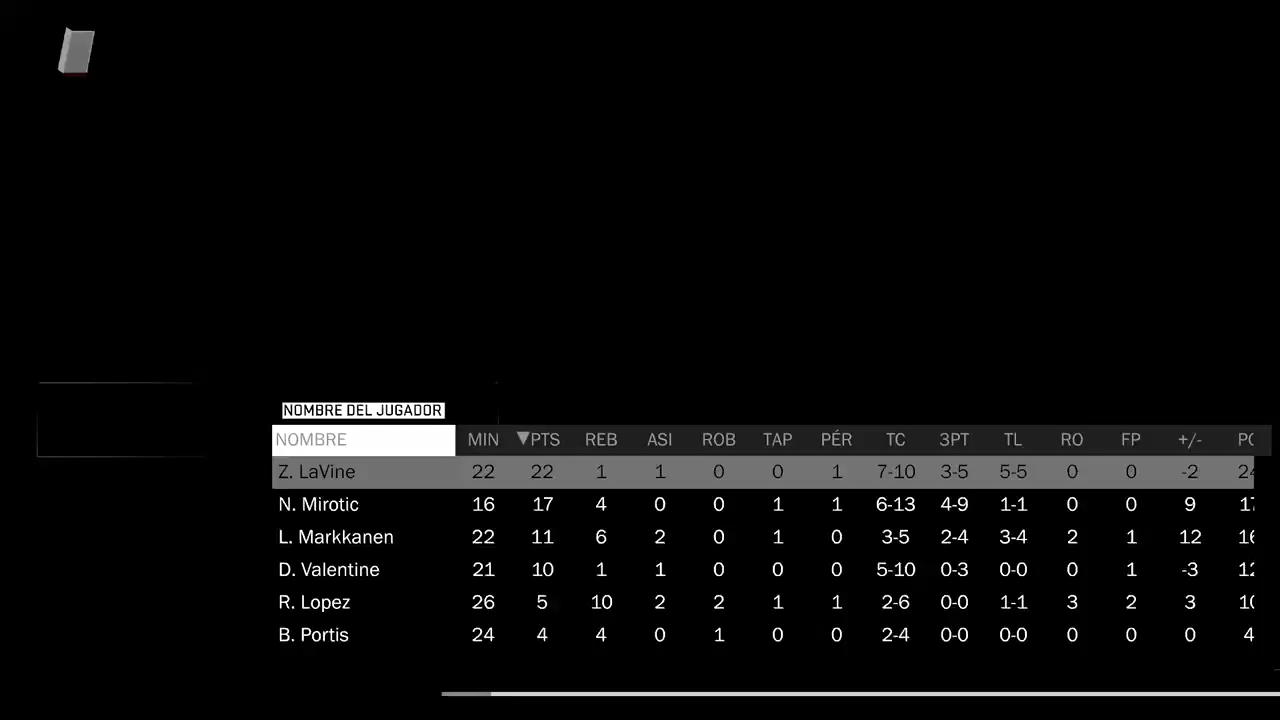 NOMBRE DEL JUGADOR
NOMBRE MIN ▼PTS REB ASI ROB TAP PÉR TC 3PT TL RO FP +/-
Z. LaVine 22 22 1 1 0 0 1 7-10 3-5 5-5 0 0 -2
N. Mirotic 16 17 4 0 0 1 1 6-13 4-9 1-1 0 0 9
L. Markkanen 22 11 6 2 0 1 0 3-5 2-4 3-4 2 1 12
D. Valentine 21 10 1 1 0 0 0 5-10 0-3 0-0 0 1 -3
R. Lopez 26 5 10 2 2 1 1 2-6 0-0 1-1 3 2 3
B. Portis 24 4 4 0 1 0 0 2-4 0-0 0-0 0 0 0 4